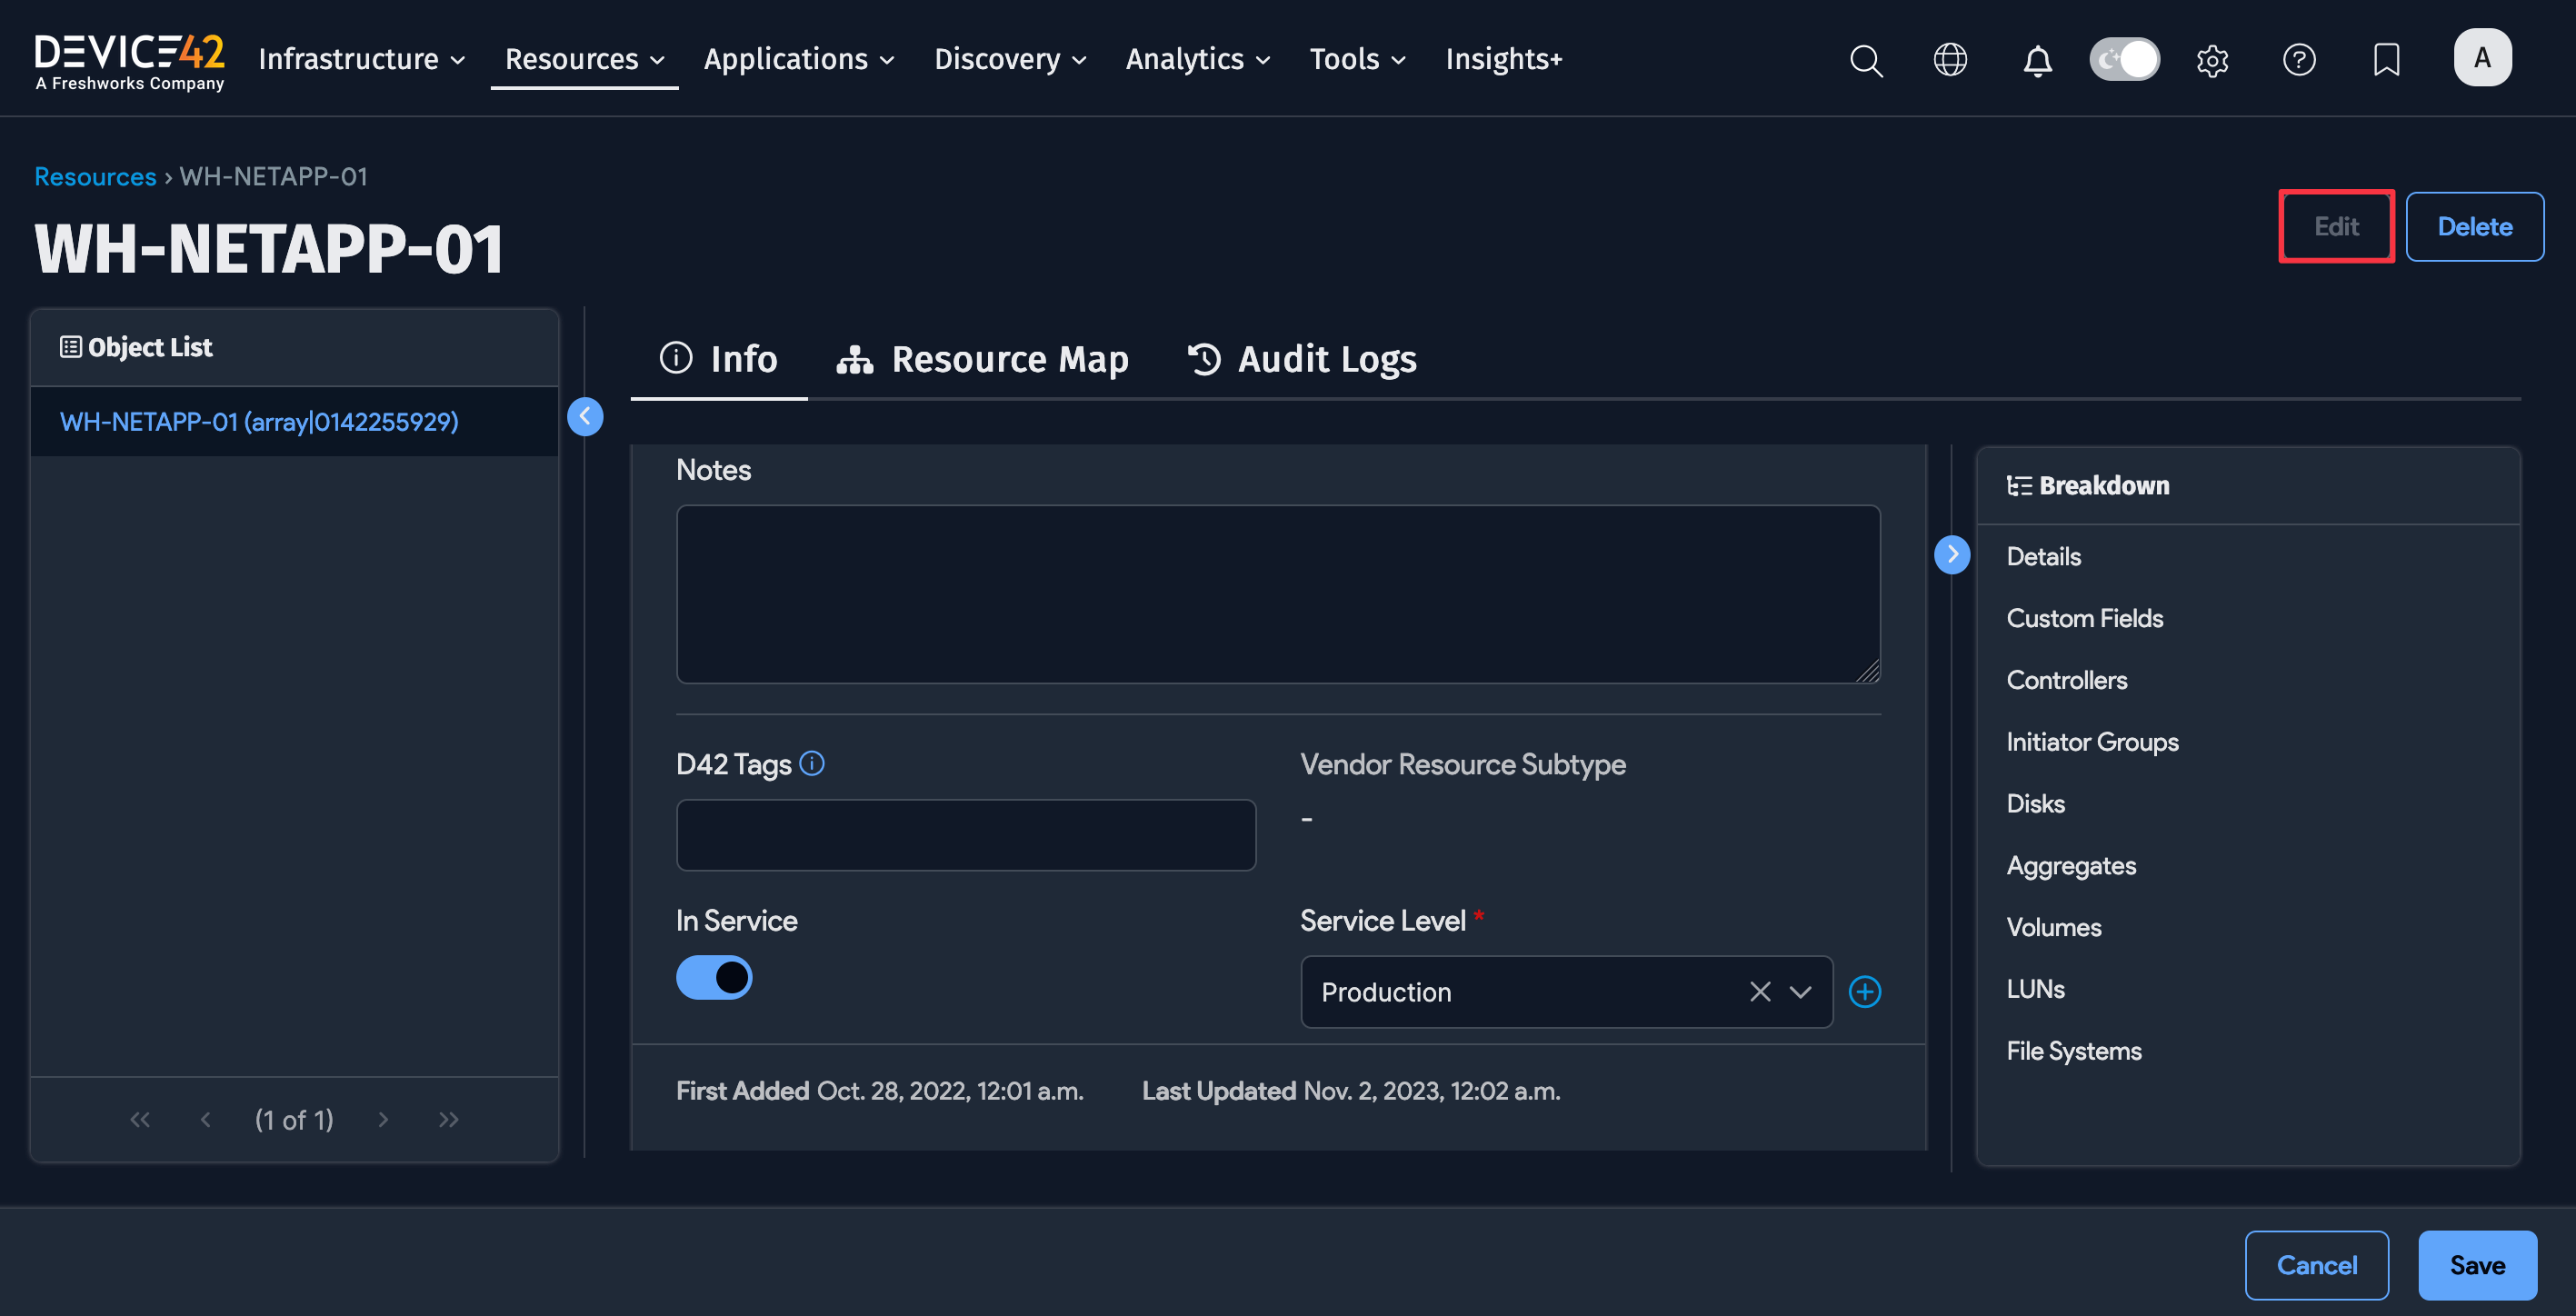 DEVICE42
A Freshworks Company
Infrastructure Resources Applications Discovery Analytics Tools Insights+
A
Resources › WH-NETAPP-01
WH-NETAPP-01
Edit Delete
Object List
WH-NETAPP-01 (array|0142255929)
(1 of 1)
Info Resource Map Audit Logs
Notes
D42 Tags
Vendor Resource Subtype
-
In Service
Service Level *
Production
First Added Oct. 28, 2022, 12:01 a.m. Last Updated Nov. 2, 2023, 12:02 a.m.
Breakdown
Details
Custom Fields
Controllers
Initiator Groups
Disks
Aggregates
Volumes
LUNs
File Systems
Cancel Save